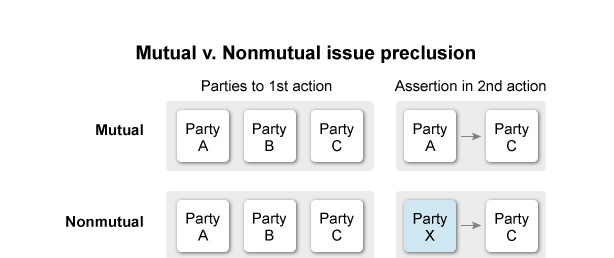 Mutual v. Nonmutual issue preclusion
Parties to 1st action
Assertion in 2nd action
Mutual
Party
A
Party
B
Party
C
Party
A
Party
C
Nonmutual
Party
A
Party
B
Party
C
Party
X
Party
C